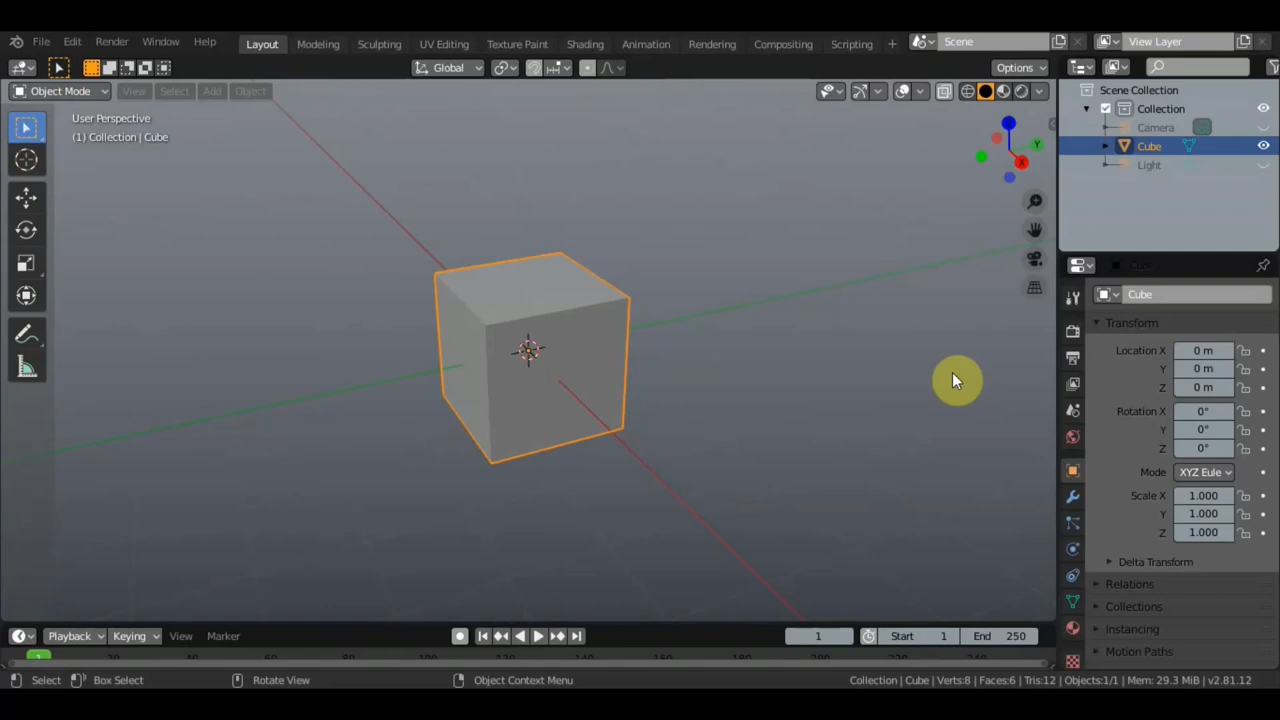 File Edit Render Window Help Layout Modeling Sculpting UV Editing Texture Paint Shading Animation Rendering Compositing Scripting + Scene View Layer
Global Options
Object Mode View Select Add Object
User Perspective
(1) Collection | Cube
Z
Y
X
Scene Collection
Collection
Camera
Cube
Light
Cube
Transform
Location X 0 m
Y 0 m
Z 0 m
Rotation X 0°
Y 0°
Z 0°
Mode XYZ Eule
Scale X 1.000
Y 1.000
Z 1.000
Delta Transform
Relations
Collections
Instancing
Motion Paths
Playback Keying View Marker 1 Start 1 End 250
1
Select Box Select Rotate View Object Context Menu Collection | Cube | Verts:8 | Faces:6 | Tris:12 | Objects:1/1 | Mem: 29.3 MiB | v2.81.12